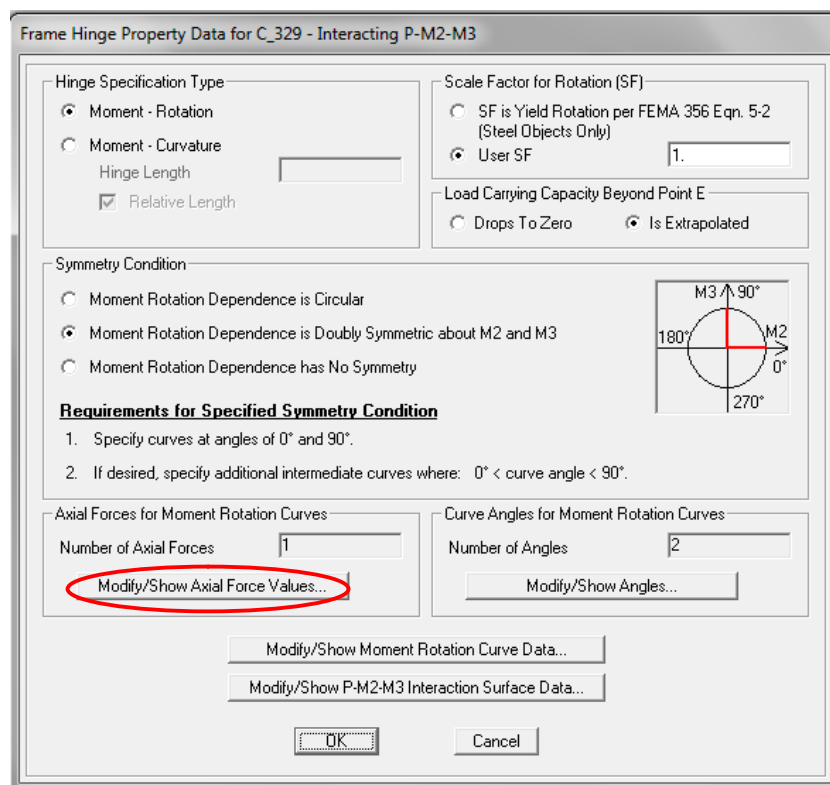 Frame Hinge Property Data for C_329 - Interacting P-M2-M3
Hinge Specification Type
Moment - Rotation
Moment - Curvature
Hinge Length
Relative Length
Scale Factor for Rotation (SF)
SF is Yield Rotation per FEMA 356 Eqn. 5-2
(Steel Objects Only)
User SF 1.
Load Carrying Capacity Beyond Point E
Drops To Zero Is Extrapolated
Symmetry Condition
Moment Rotation Dependence is Circular
Moment Rotation Dependence is Doubly Symmetric about M2 and M3
Moment Rotation Dependence has No Symmetry
M3 90°
180° M2
0°
270°
Requirements for Specified Symmetry Condition
1. Specify curves at angles of 0° and 90°.
2. If desired, specify additional intermediate curves where: 0° < curve angle < 90°.
Axial Forces for Moment Rotation Curves
Number of Axial Forces 1
Modify/Show Axial Force Values...
Curve Angles for Moment Rotation Curves
Number of Angles 2
Modify/Show Angles...
Modify/Show Moment Rotation Curve Data...
Modify/Show P-M2-M3 Interaction Surface Data...
OK Cancel